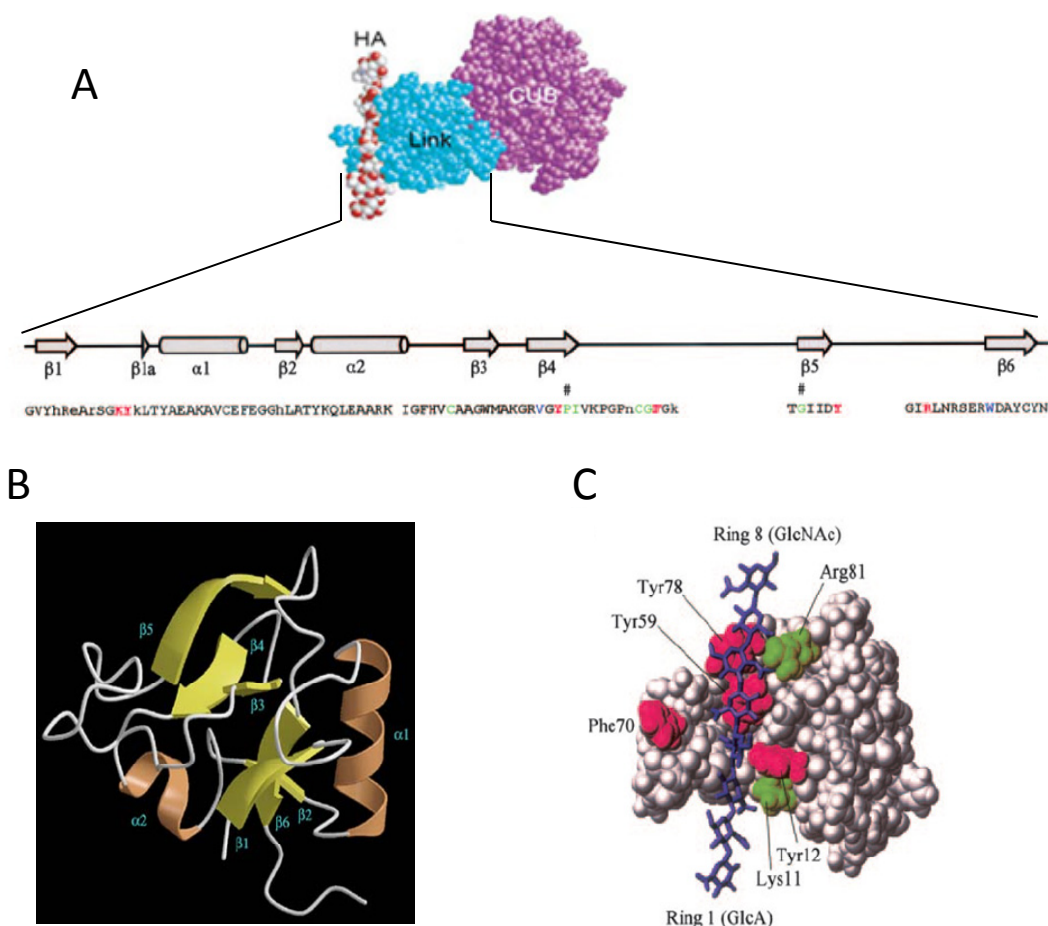 A
HA
CUB
Link
β1 β1a α1 β2 α2 β3 β4 β5 β6
# #
GVYhReArSGKYkLTYAEAKAVCEFEGGhLATYKQLEAARK IGFHVCAAGWMAKGRVGYPIVKPGPnCGFGk TGIIDY GIRLNRSERWDAYCYN
B
C
β5
β4
β3
α1
α2
β2
β6
β1
Ring 8 (GlcNAc)
Arg81
Tyr78
Tyr59
Phe70
Tyr12
Lys11
Ring 1 (GlcA)